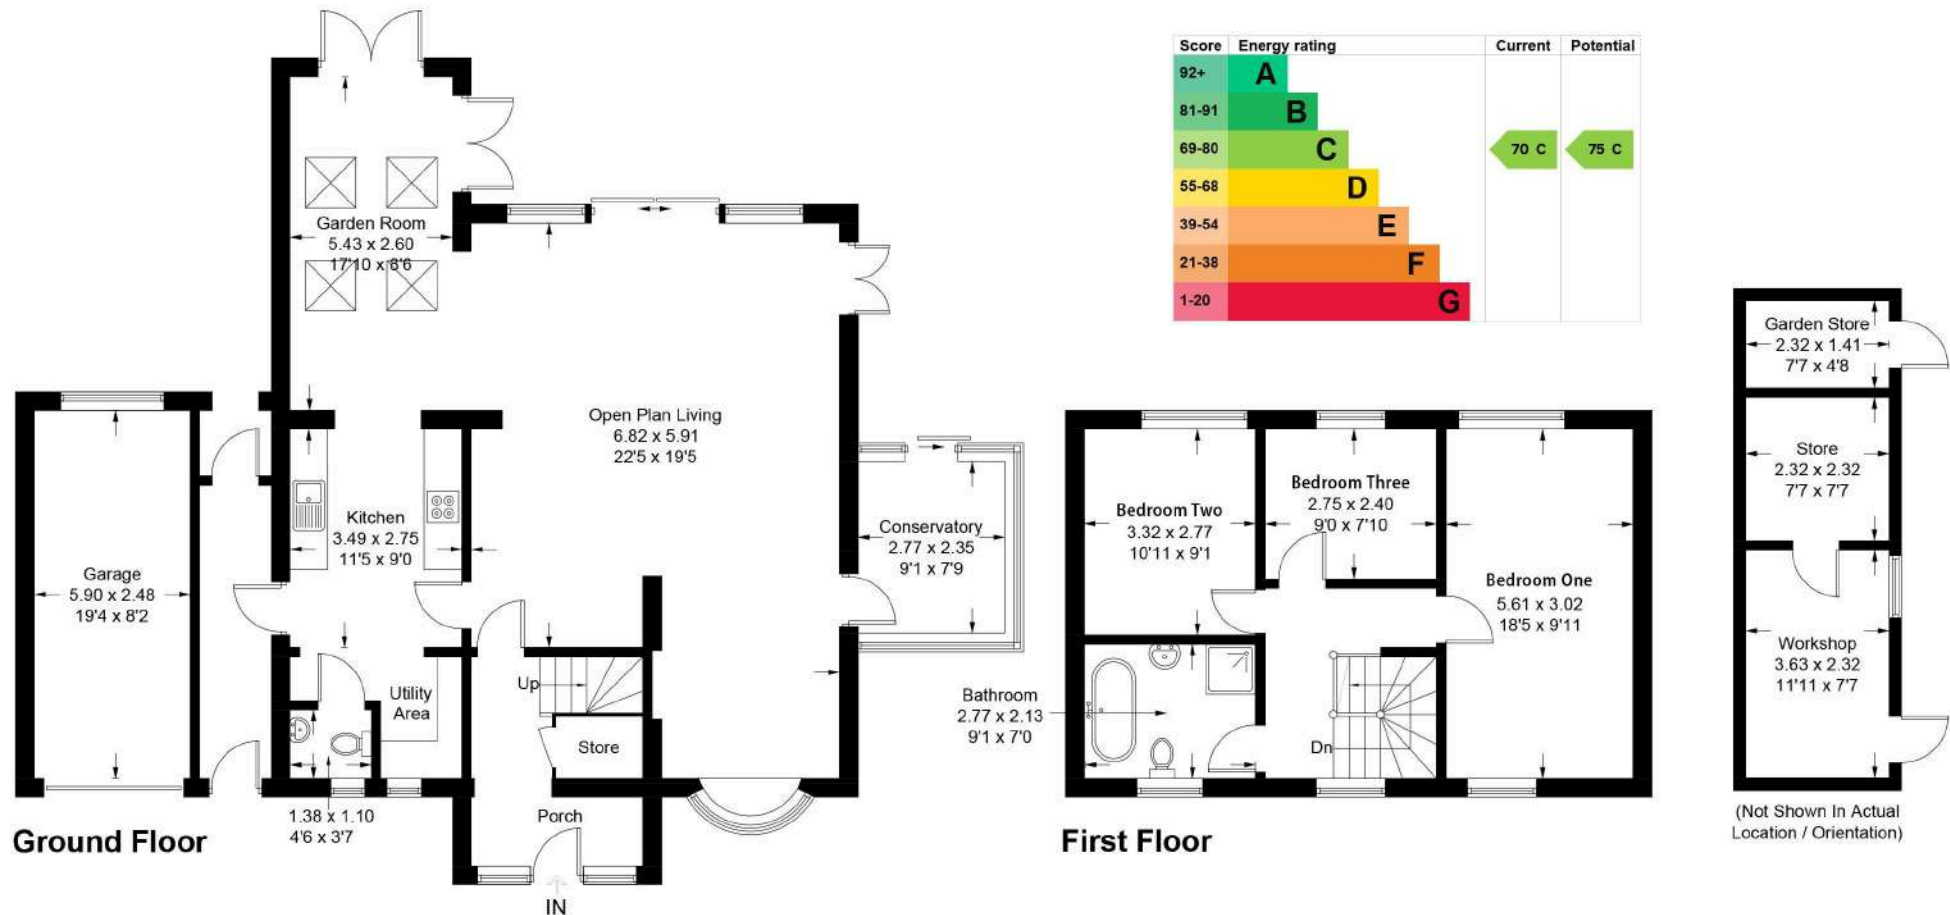 Score Energy rating Current Potential
92+ A
81-91 B
69-80 C 70 C 75 C
55-68 D
39-54 E
21-38 F
1-20 G
Garden Room
5.43 x 2.60
17'10 x 8'6
Open Plan Living
6.82 x 5.91
22'5 x 19'5
Kitchen
3.49 x 2.75
11'5 x 9'0
Conservatory
2.77 x 2.35
9'1 x 7'9
Garage
5.90 x 2.48
19'4 x 8'2
Utility
Area
Up
Store
Porch
1.38 x 1.10
4'6 x 3'7
IN
Ground Floor
Bedroom Two
3.32 x 2.77
10'11 x 9'1
Bedroom Three
2.75 x 2.40
9'0 x 7'10
Bedroom One
5.61 x 3.02
18'5 x 9'11
Bathroom
2.77 x 2.13
9'1 x 7'0
Dn
First Floor
Garden Store
2.32 x 1.41
7'7 x 4'8
Store
2.32 x 2.32
7'7 x 7'7
Workshop
3.63 x 2.32
11'11 x 7'7
(Not Shown In Actual
Location / Orientation)